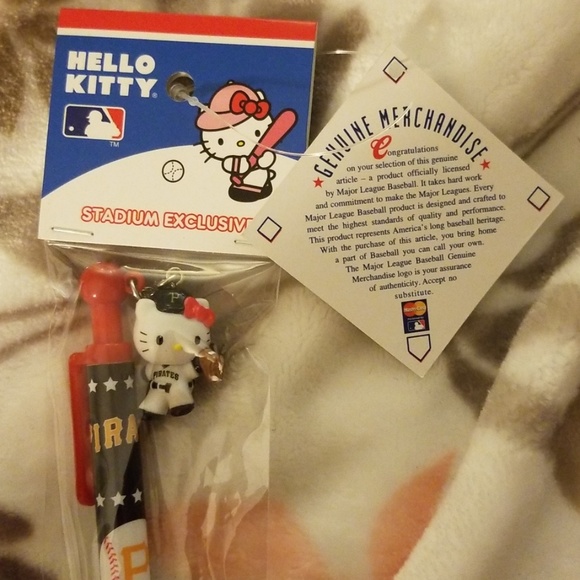 HELLO
KITTY®
TM
STADIUM EXCLUSIVE
GENUINE MERCHANDISE
Congratulations
on your selection of this genuine
article – a product officially licensed
by Major League Baseball. It takes hard work
and commitment to make the Major Leagues. Every
Major League Baseball product is designed and crafted to
meet the highest standards of quality and performance.
This product represents America's long baseball heritage.
With the purchase of this article, you bring home
a part of Baseball you can call your own.
The Major League Baseball Genuine
Merchandise logo is your assurance
of authenticity. Accept no
substitute.
MasterCard
P
PIRATES
PIRA
P